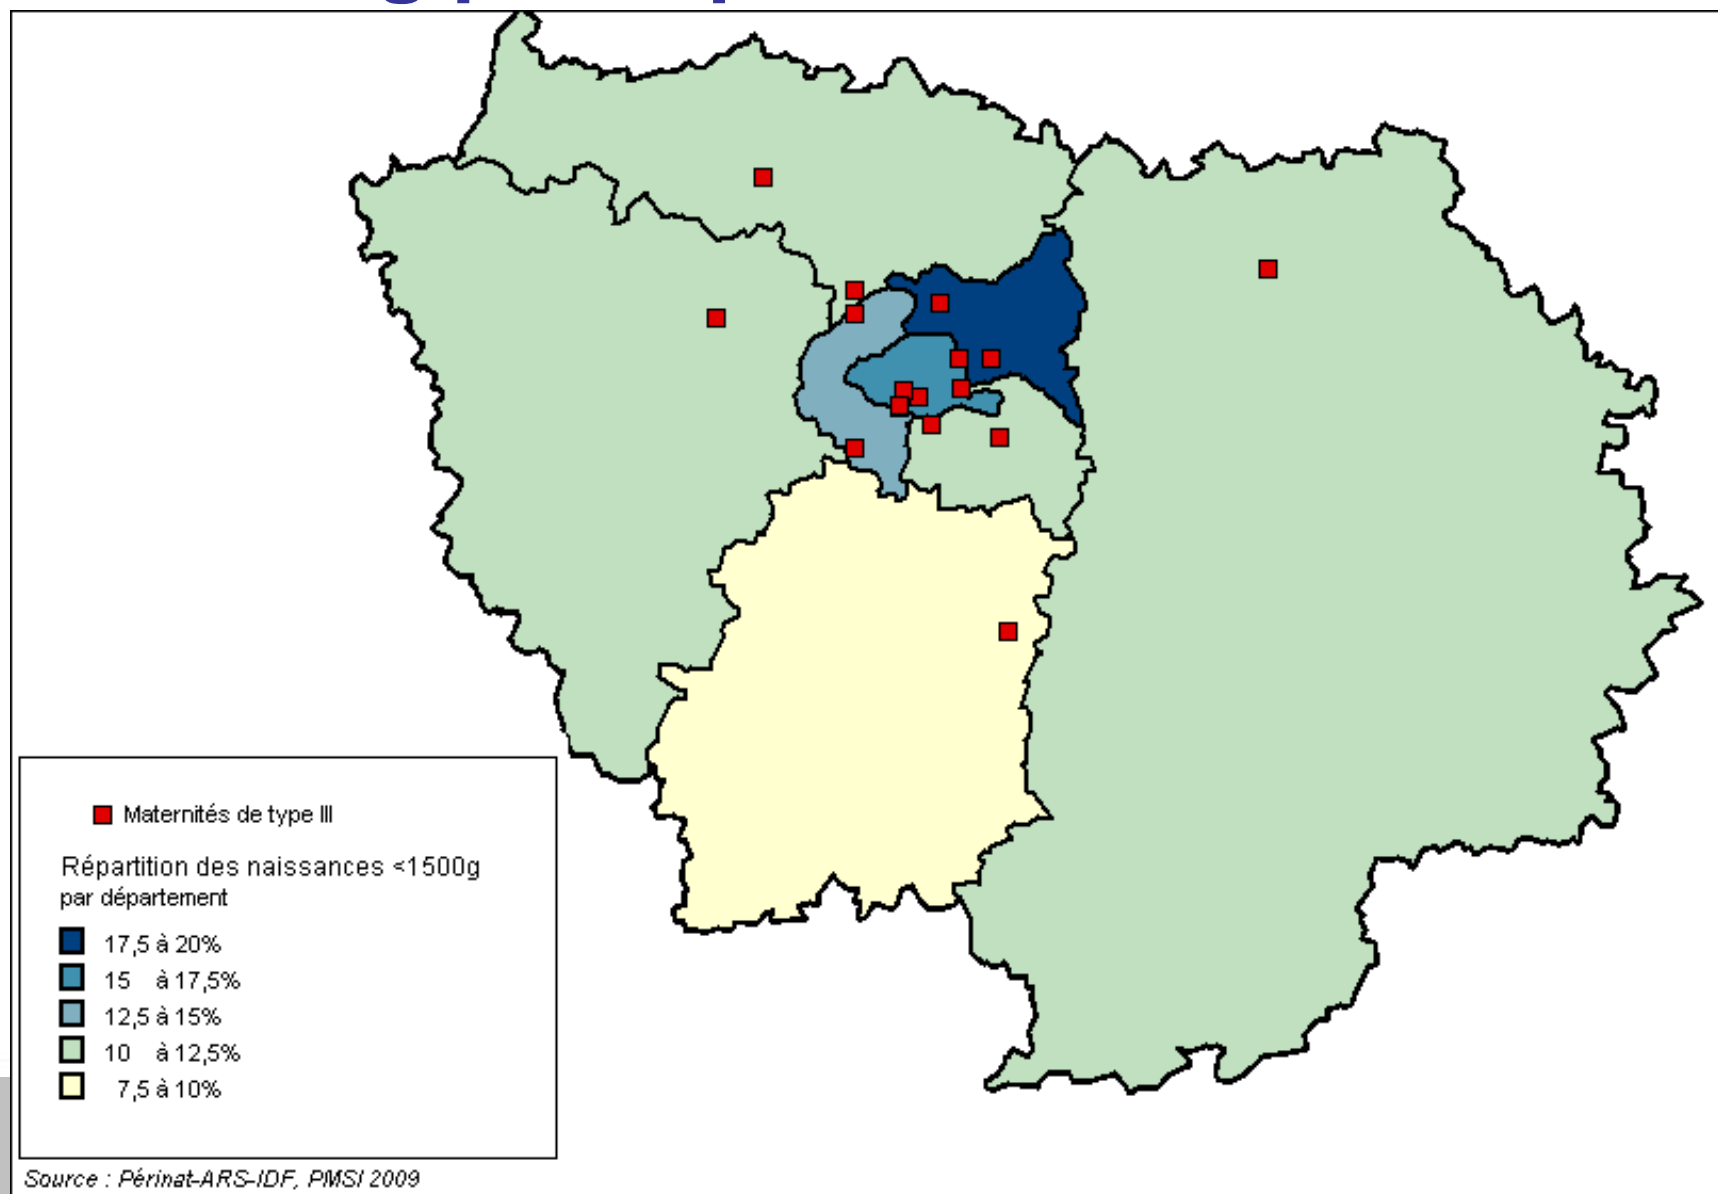 Maternités de type III
Répartition des naissances <1500g
par département
17,5 à 20%
15 à 17,5%
12,5 à 15%
10 à 12,5%
7,5 à 10%
Source : Périnat-ARS-IDF, PMSI 2009